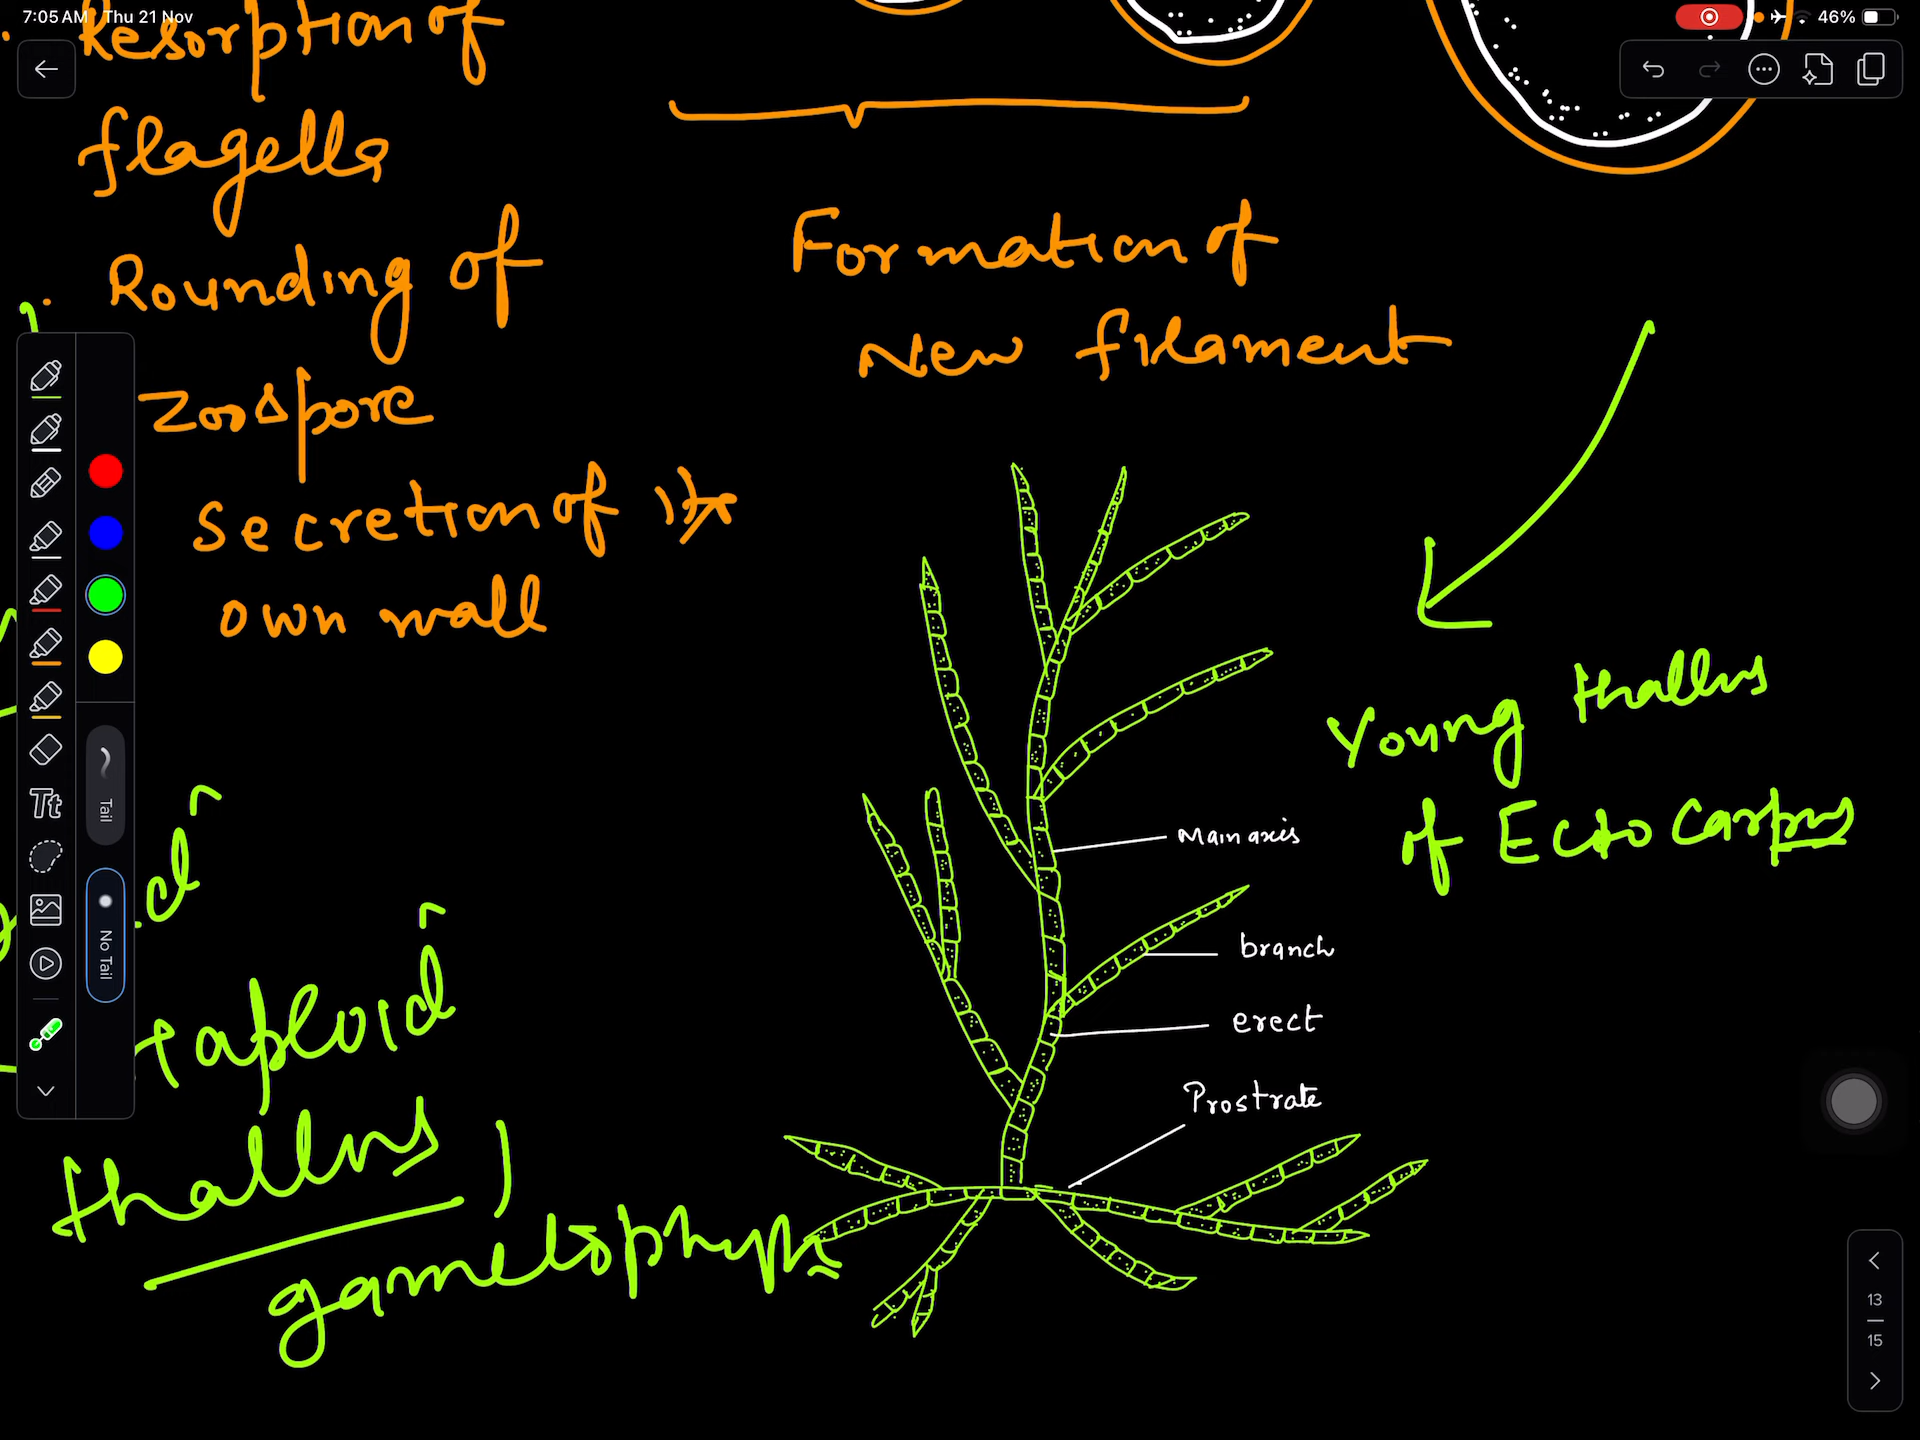 7:05 AM Thu 21 Nov
46%
Resorption of
flagella
Rounding of
Zoospore
Secretion of its
own wall
Formation of
New filament
Young thallus
of Ectocarpus
Main axis
branch
erect
Prostrate
thallus,
gametophyte
Tt
Tail
No Tail
13
15